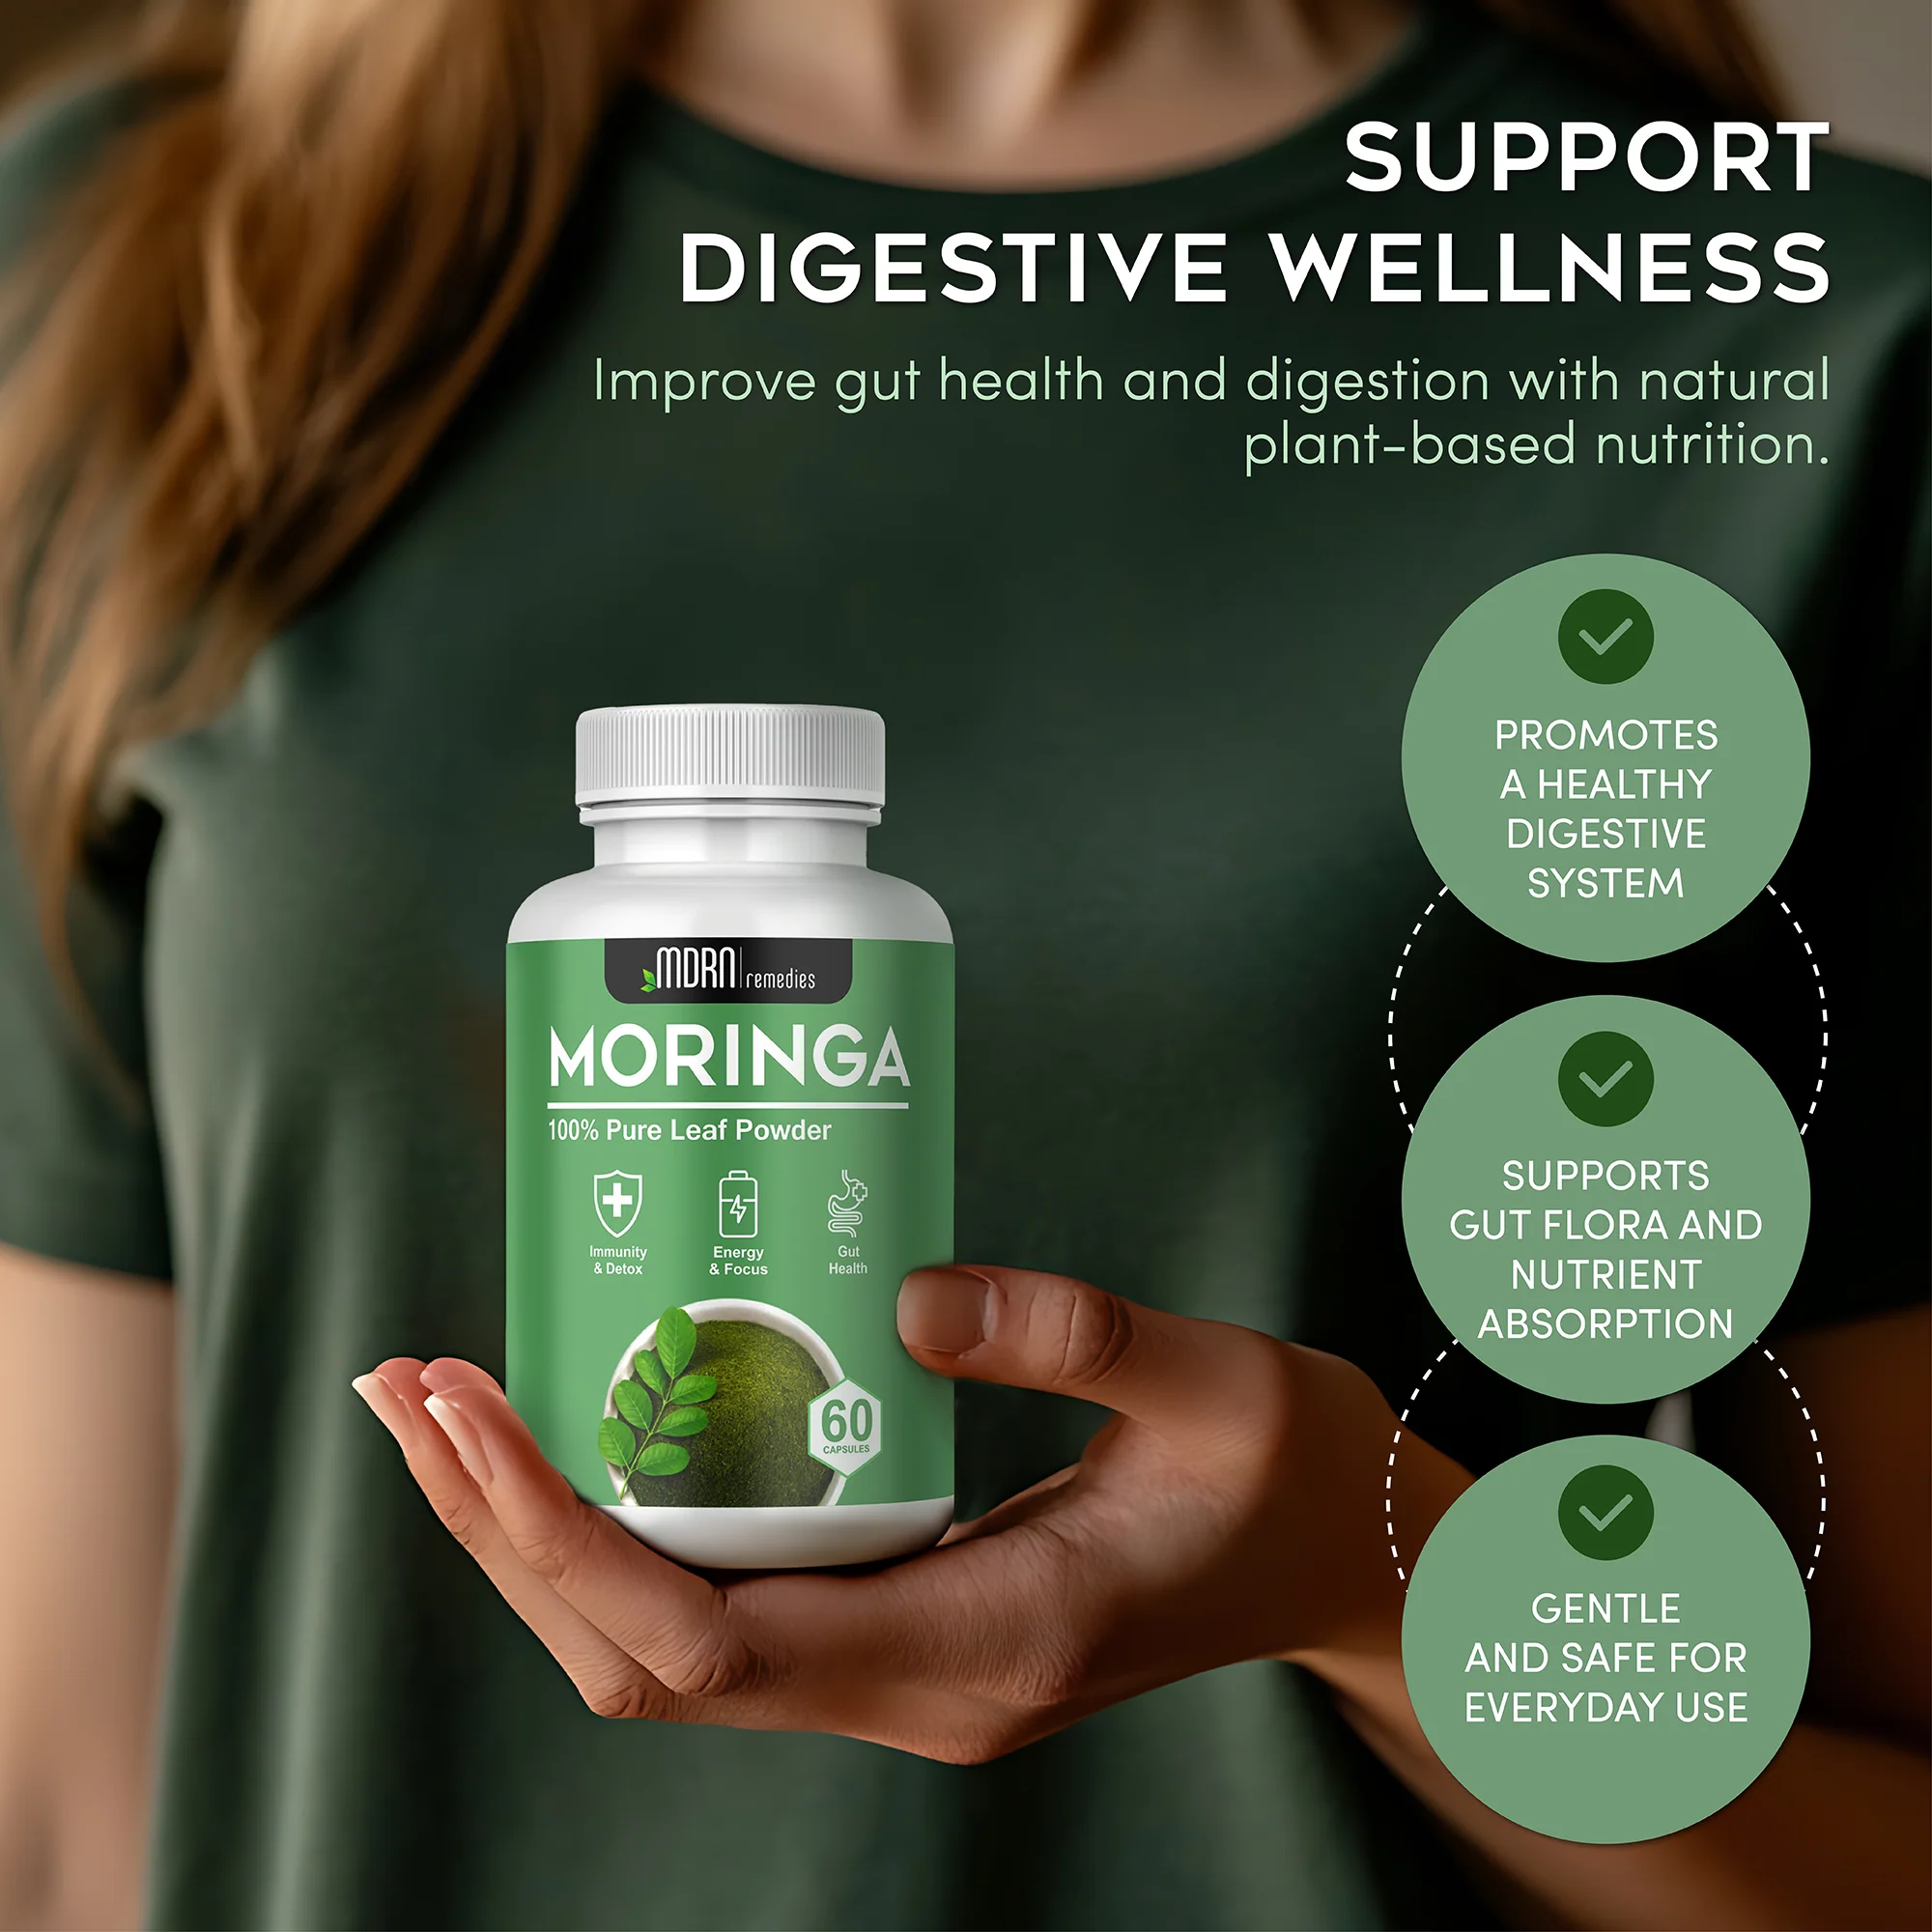 SUPPORT
DIGESTIVE WELLNESS
Improve gut health and digestion with natural
plant-based nutrition.
PROMOTES
A HEALTHY
DIGESTIVE
SYSTEM
SUPPORTS
GUT FLORA AND
NUTRIENT
ABSORPTION
GENTLE
AND SAFE FOR
EVERYDAY USE
MDRN remedies
MORINGA
100% Pure Leaf Powder
Immunity
& Detox
Energy
& Focus
Gut
Health
60
CAPSULES